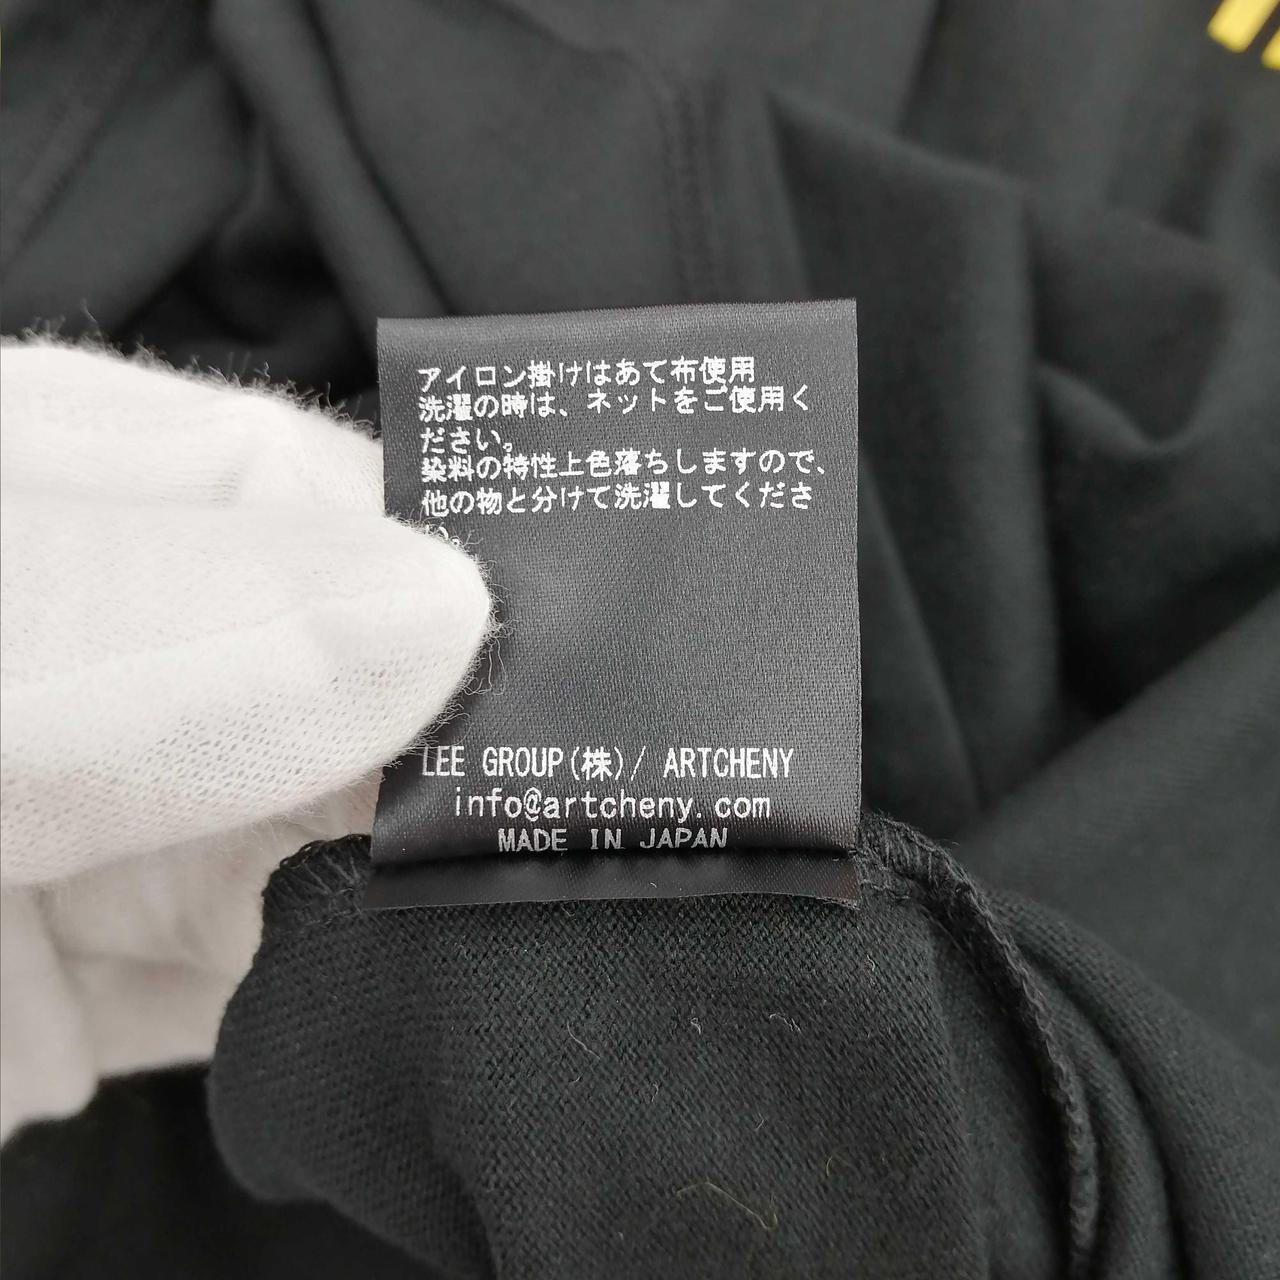 アイロン掛けはあて布使用
洗濯の時は、ネットをご使用く
ださい。
染料の特性上色落ちしますので、
他の物と分けて洗濯してくださ
い。
LEE GROUP(株)/ ARTCHENY
info@artcheny.com
MADE IN JAPAN